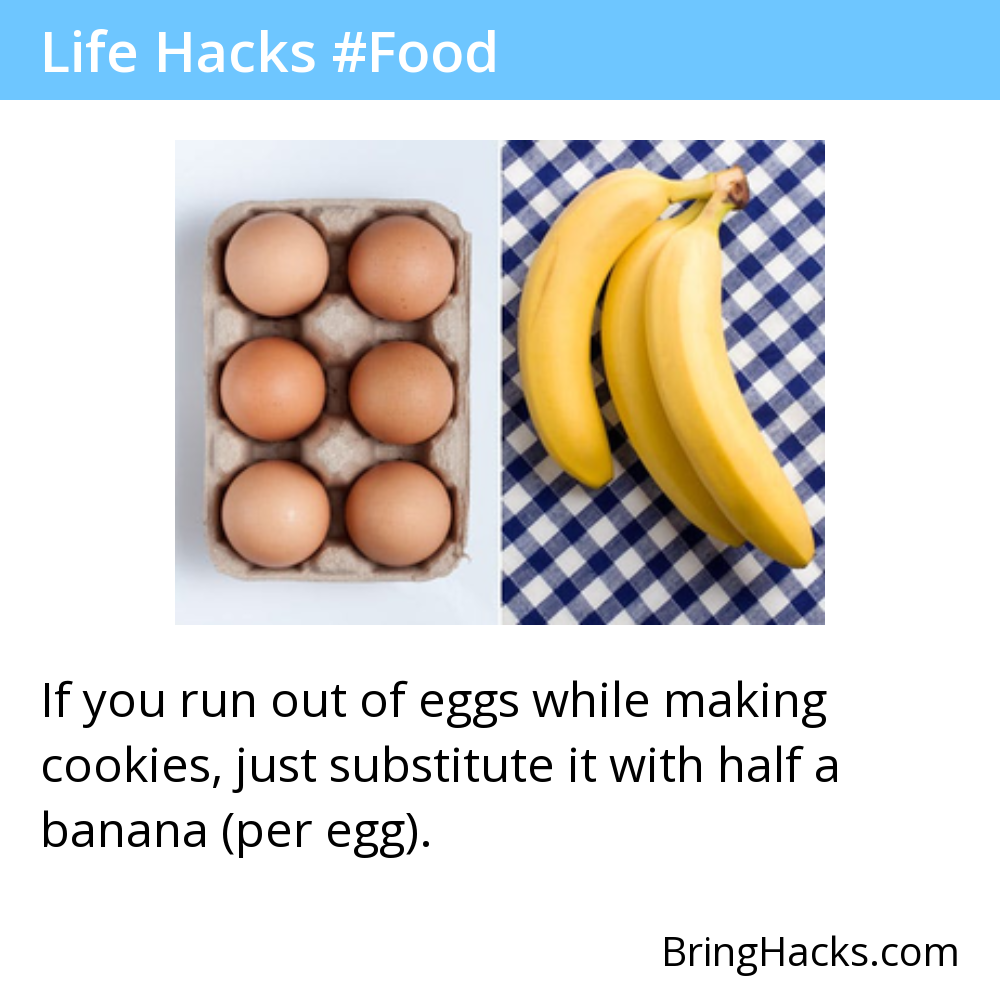 Life Hacks #Food
If you run out of eggs while making
cookies, just substitute it with half a
banana (per egg).
BringHacks.com